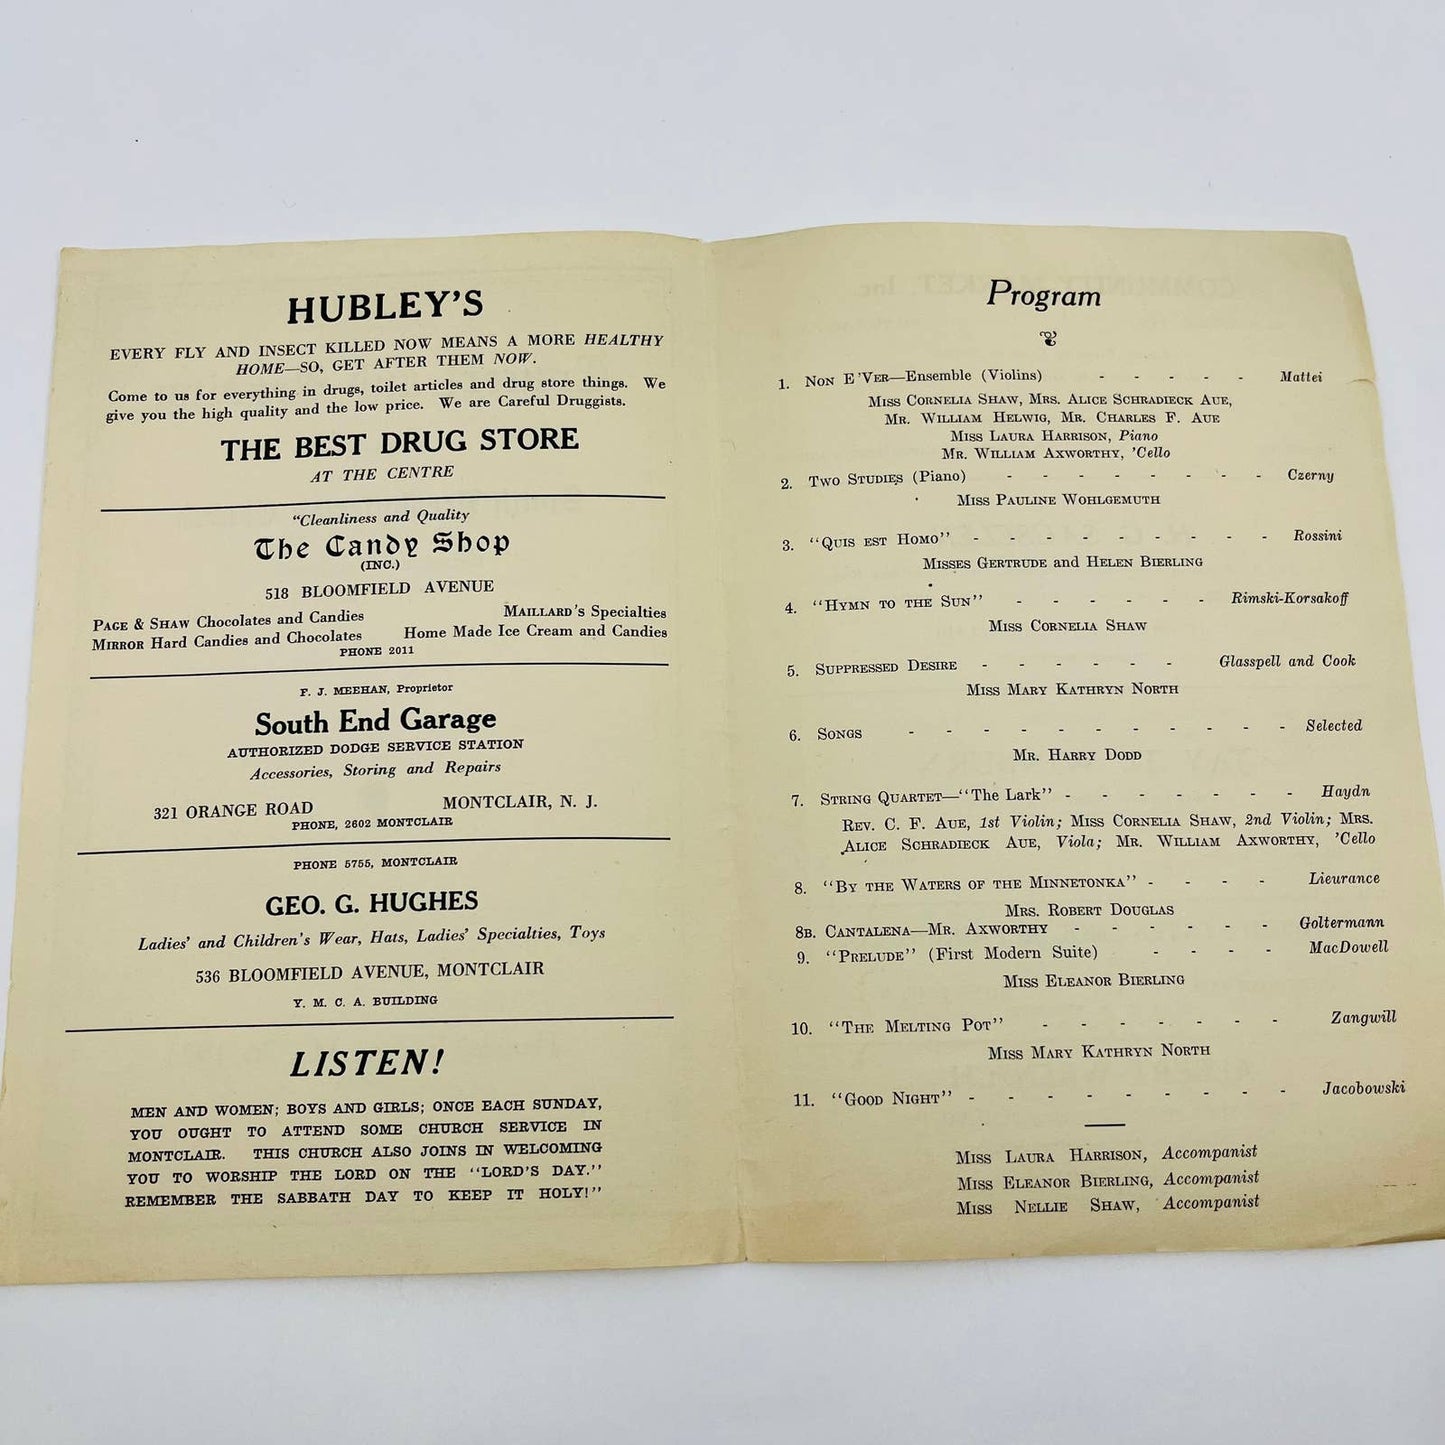 HUBLEY'S
EVERY FLY AND INSECT KILLED NOW MEANS A MORE HEALTHY
HOME—SO, GET AFTER THEM NOW.
Come to us for everything in drugs, toilet articles and drug store things. We
give you the high quality and the low price. We are Careful Druggists.
THE BEST DRUG STORE
AT THE CENTRE
"Cleanliness and Quality
The Candy Shop
(INC.)
518 BLOOMFIELD AVENUE
PAGE & SHAW Chocolates and Candies MAILLARD'S Specialties
MIRROR Hard Candies and Chocolates Home Made Ice Cream and Candies
PHONE 2011
F. J. MEEHAN, Proprietor
South End Garage
AUTHORIZED DODGE SERVICE STATION
Accessories, Storing and Repairs
321 ORANGE ROAD MONTCLAIR, N. J.
PHONE, 2602 MONTCLAIR
PHONE 5755, MONTCLAIR
GEO. G. HUGHES
Ladies' and Children's Wear, Hats, Ladies' Specialties, Toys
536 BLOOMFIELD AVENUE, MONTCLAIR
Y. M. C. A. BUILDING
LISTEN!
MEN AND WOMEN; BOYS AND GIRLS; ONCE EACH SUNDAY,
YOU OUGHT TO ATTEND SOME CHURCH SERVICE IN
MONTCLAIR. THIS CHURCH ALSO JOINS IN WELCOMING
YOU TO WORSHIP THE LORD ON THE "LORD'S DAY."
REMEMBER THE SABBATH DAY TO KEEP IT HOLY!"
Program
1. NON E'VER—Ensemble (Violins) - - - - - Mattei
MISS CORNELIA SHAW, MRS. ALICE SCHRADIECK AUE,
MR. WILLIAM HELWIG, MR. CHARLES F. AUE
MISS LAURA HARRISON, Piano
MR. WILLIAM AXWORTHY, 'Cello
2. TWO STUDIES (Piano) - - - - - - - - Czerny
MISS PAULINE WOHLGEMUTH
3. "QUIS EST HOMO" - - - - - - - - - Rossini
MISSES GERTRUDE and HELEN BIERLING
4. "HYMN TO THE SUN" - - - - - - Rimski-Korsakoff
MISS CORNELIA SHAW
5. SUPPRESSED DESIRE - - - - - - Glasspell and Cook
MISS MARY KATHRYN NORTH
6. SONGS - - - - - - - - - - - Selected
MR. HARRY DODD
7. STRING QUARTET—"The Lark" - - - - - - - Haydn
REV. C. F. AUE, 1st Violin; MISS CORNELIA SHAW, 2nd Violin; MRS.
ALICE SCHRADIECK AUE, Viola; MR. WILLIAM AXWORTHY, 'Cello
8. "BY THE WATERS OF THE MINNETONKA" - - - - Lieurance
MRS. ROBERT DOUGLAS
8B. CANTALENA—MR. AXWORTHY - - - - - - Goltermann
9. "PRELUDE" (First Modern Suite) - - - - MacDowell
MISS ELEANOR BIERLING
10. "THE MELTING POT" - - - - - - - Zangwill
MISS MARY KATHRYN NORTH
11. "GOOD NIGHT" - - - - - - - - - Jacobowski
MISS LAURA HARRISON, Accompanist
MISS ELEANOR BIERLING, Accompanist
MISS NELLIE SHAW, Accompanist